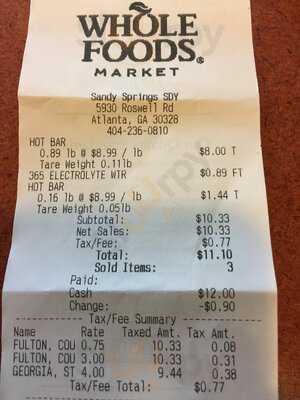 WHOLE
FOODS®
MARKET
Sandy Springs SDY
5930 Roswell Rd
Atlanta, GA 30328
404-236-0810
HOT BAR
0.89 lb @ $8.99 / lb $8.00 T
Tare Weight 0.11lb
365 ELECTROLYTE WTR $0.89 FT
HOT BAR
0.16 lb @ $8.99 / lb $1.44 T
Tare Weight 0.05lb
Subtotal: $10.33
Net Sales: $10.33
Tax/Fee: $0.77
Total: $11.10
Sold Items: 3
Paid:
Cash $12.00
Change: -$0.90
Tax/Fee Summary
Name Rate Taxed Amt. Tax Amt.
FULTON, COU 0.75 10.33 0.08
FULTON, COU 3.00 10.33 0.31
GEORGIA, ST 4.00 9.44 0.38
Tax/Fee Total: $0.77